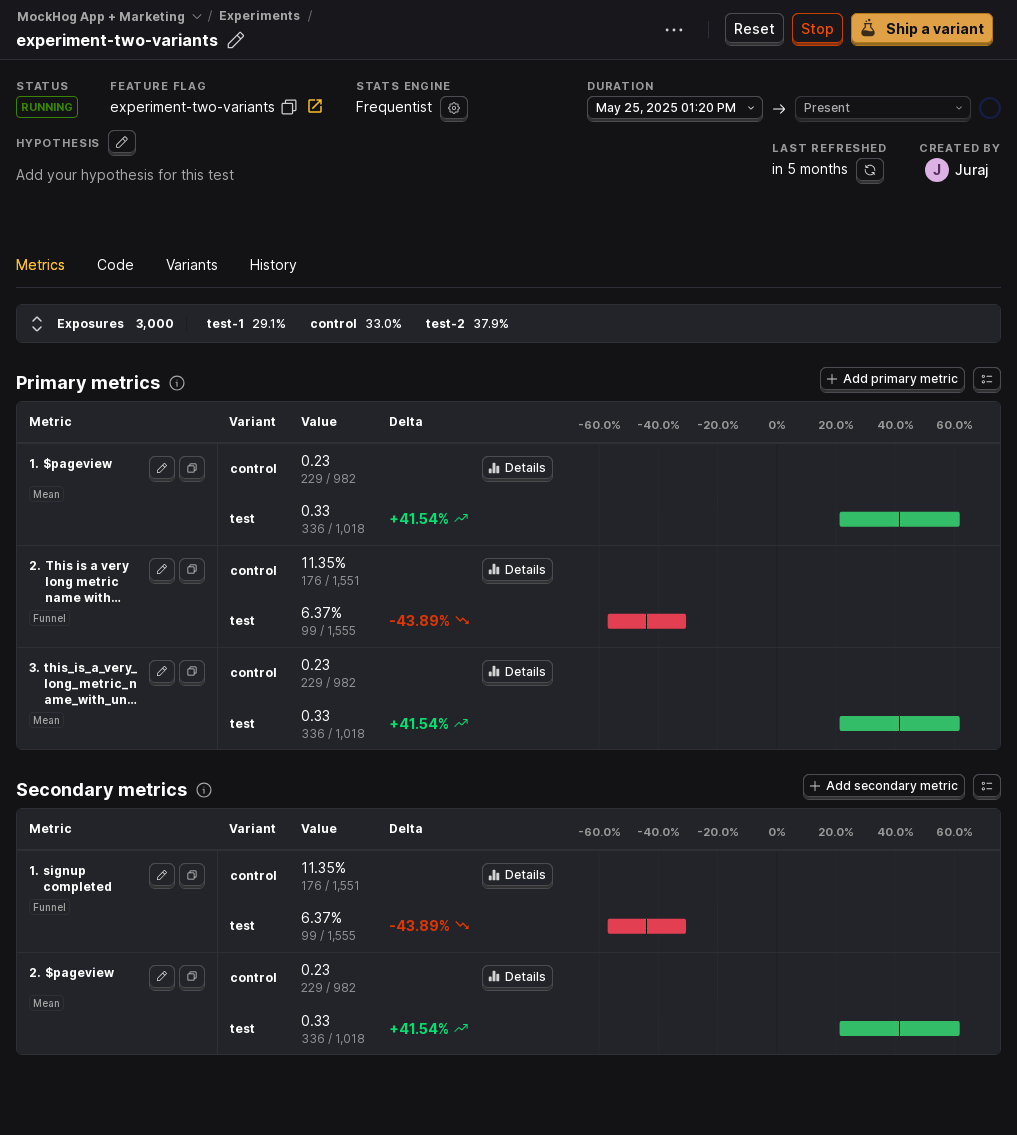 MockHog App + Marketing / Experiments /
experiment-two-variants
Reset
Stop
Ship a variant
STATUS
RUNNING
FEATURE FLAG
experiment-two-variants
STATS ENGINE
Frequentist
DURATION
May 25, 2025 01:20 PM
Present
HYPOTHESIS
Add your hypothesis for this test
LAST REFRESHED
in 5 months
CREATED BY
J Juraj
Metrics Code Variants History
Exposures 3,000 test-1 29.1% control 33.0% test-2 37.9%
Primary metrics
Add primary metric
Metric Variant Value Delta -60.0% -40.0% -20.0% 0% 20.0% 40.0% 60.0%
1. $pageview
Mean
control 0.23 Details
229 / 982
test 0.33 +41.54%
336 / 1,018
2. This is a very
long metric
name with...
Funnel
control 11.35% Details
176 / 1,551
test 6.37% -43.89%
99 / 1,555
3. this_is_a_very_
long_metric_n
ame_with_un...
Mean
control 0.23 Details
229 / 982
test 0.33 +41.54%
336 / 1,018
Secondary metrics
Add secondary metric
Metric Variant Value Delta -60.0% -40.0% -20.0% 0% 20.0% 40.0% 60.0%
1. signup
completed
Funnel
control 11.35% Details
176 / 1,551
test 6.37% -43.89%
99 / 1,555
2. $pageview
Mean
control 0.23 Details
229 / 982
test 0.33 +41.54%
336 / 1,018